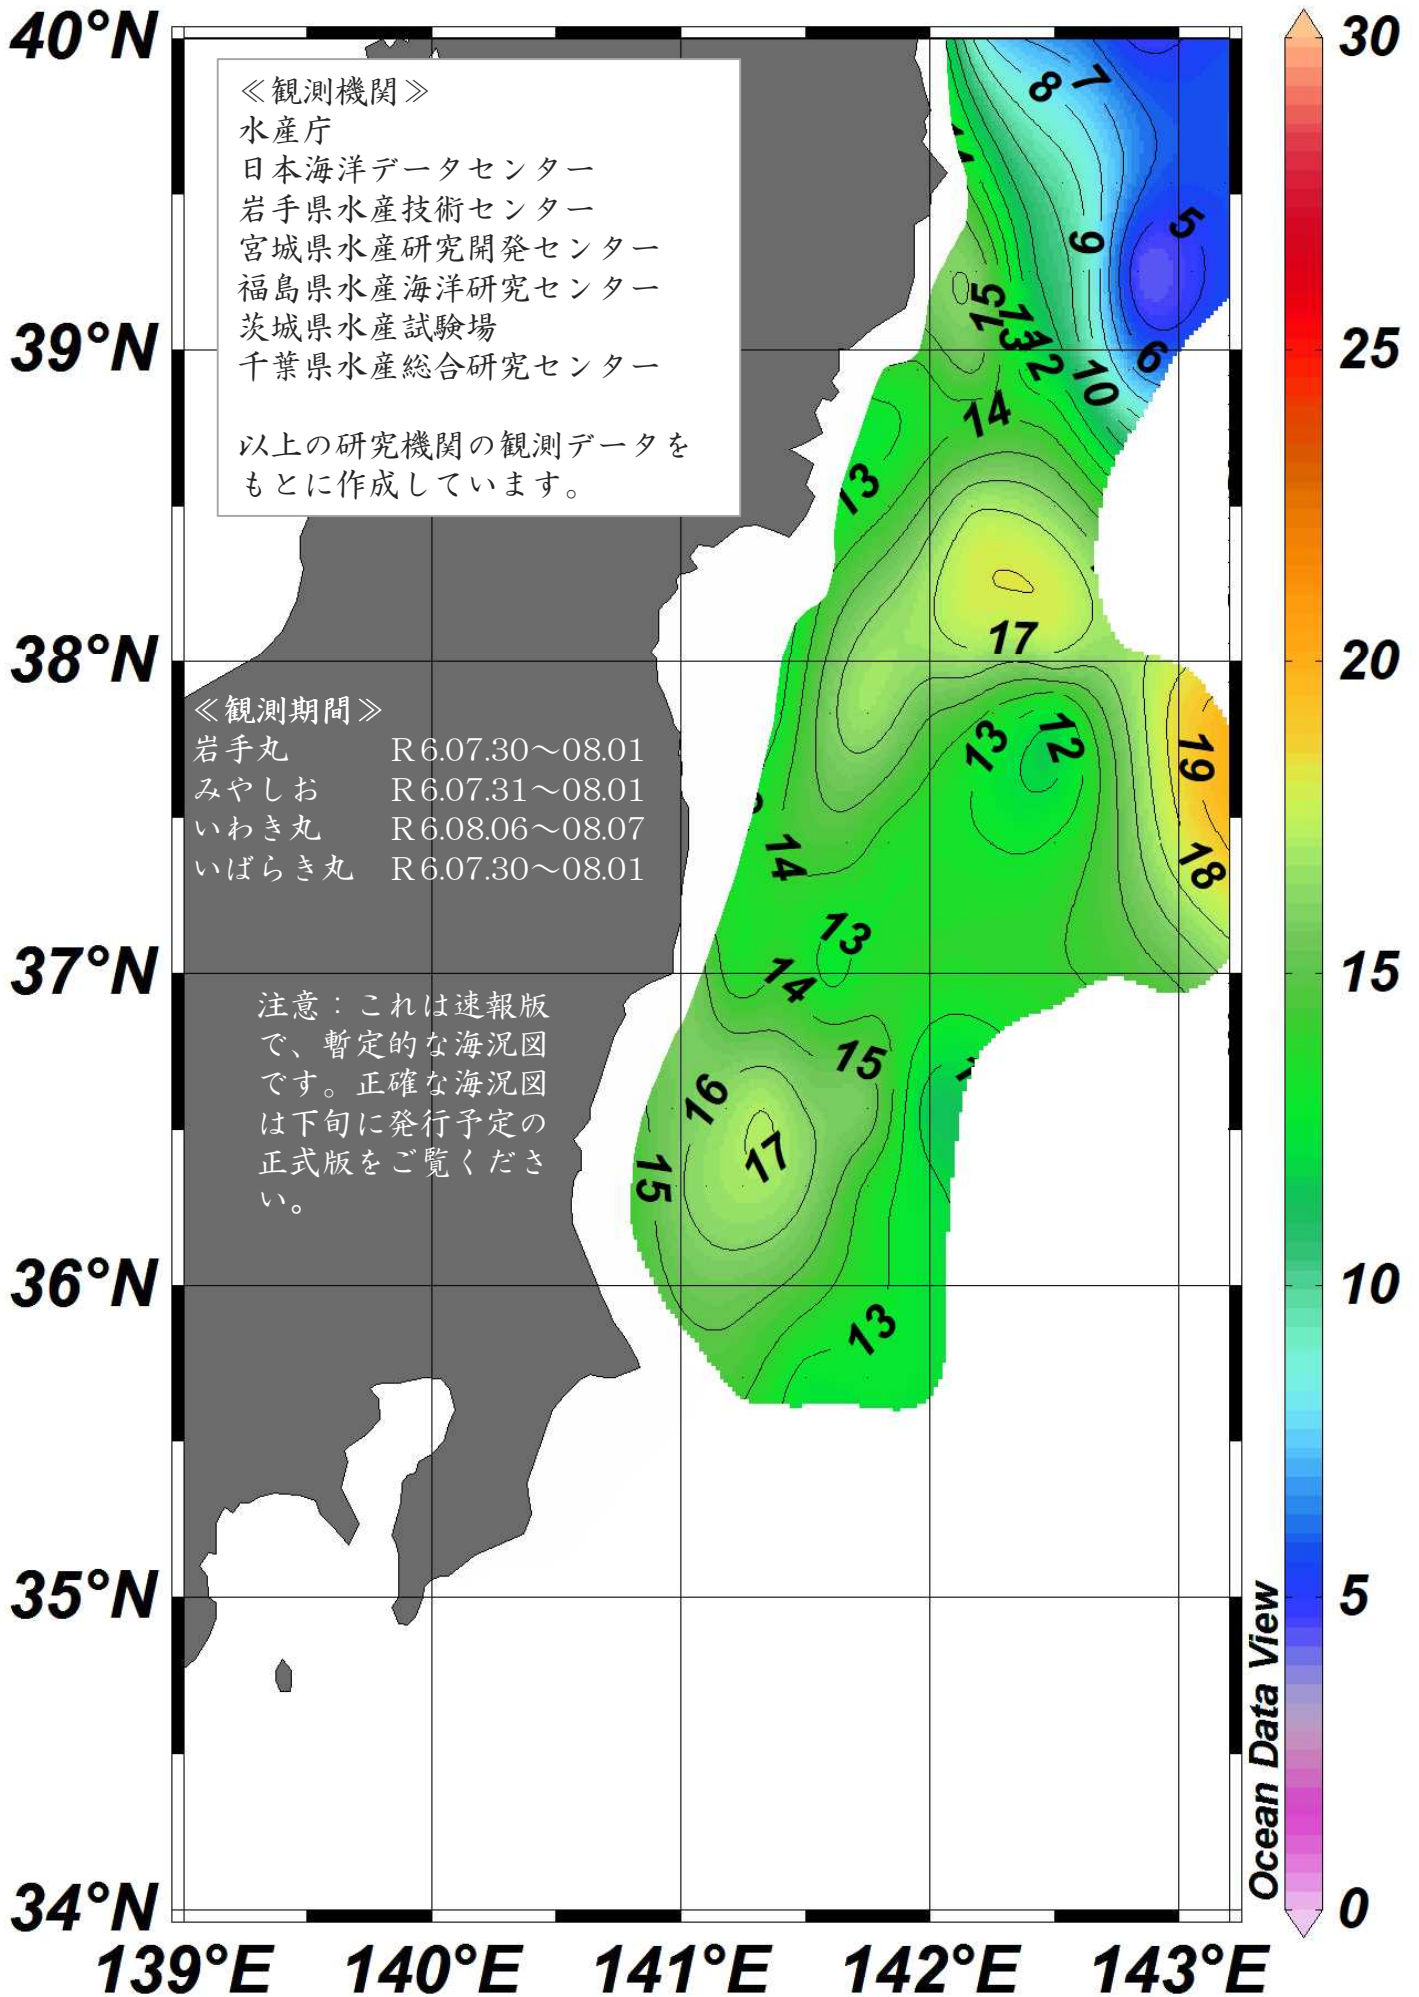 40°N
39°N
38°N
37°N
36°N
35°N
34°N
≪観測機関≫
水産庁
日本海洋データセンター
岩手県水産技術センター
宮城県水産研究開発センター
福島県水産海洋研究センター
茨城県水産試験場
千葉県水産総合研究センター
以上の研究機関の観測データを
もとに作成しています。
≪観測期間≫
岩手丸 R6.07.30～08.01
みやしお R6.07.31～08.01
いわき丸 R6.08.06～08.07
いばらき丸 R6.07.30～08.01
注意：これは速報版
で、暫定的な海況図
です。正確な海況図
は下旬に発行予定の
正式版をご覧くださ
い。
8
7
5
9
15
13
12
6
10
14
13
17
13
12
19
18
14
13
14
15
16
17
15
13
30
25
20
15
10
5
0
Ocean Data View
139°E
140°E
141°E
142°E
143°E